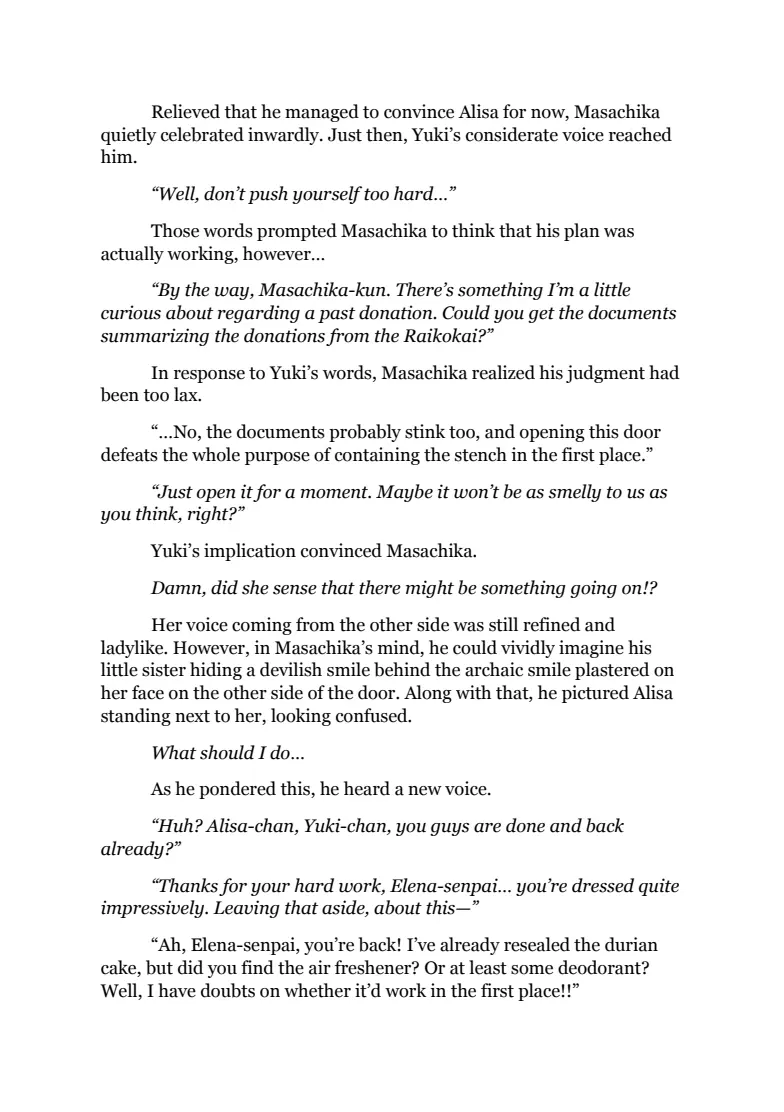 Relieved that he managed to convince Alisa for now, Masachika
quietly celebrated inwardly. Just then, Yuki’s considerate voice reached
him.
“Well, don’t push yourself too hard…”
Those words prompted Masachika to think that his plan was
actually working, however…
“By the way, Masachika-kun. There’s something I’m a little
curious about regarding a past donation. Could you get the documents
summarizing the donations from the Raikokai?”
In response to Yuki’s words, Masachika realized his judgment had
been too lax.
“…No, the documents probably stink too, and opening this door
defeats the whole purpose of containing the stench in the first place.”
“Just open it for a moment. Maybe it won’t be as smelly to us as
you think, right?”
Yuki’s implication convinced Masachika.
Damn, did she sense that there might be something going on!?
Her voice coming from the other side was still refined and
ladylike. However, in Masachika’s mind, he could vividly imagine his
little sister hiding a devilish smile behind the archaic smile plastered on
her face on the other side of the door. Along with that, he pictured Alisa
standing next to her, looking confused.
What should I do…
As he pondered this, he heard a new voice.
“Huh? Alisa-chan, Yuki-chan, you guys are done and back
already?”
“Thanks for your hard work, Elena-senpai… you’re dressed quite
impressively. Leaving that aside, about this—”
“Ah, Elena-senpai, you’re back! I’ve already resealed the durian
cake, but did you find the air freshener? Or at least some deodorant?
Well, I have doubts on whether it’d work in the first place!!”